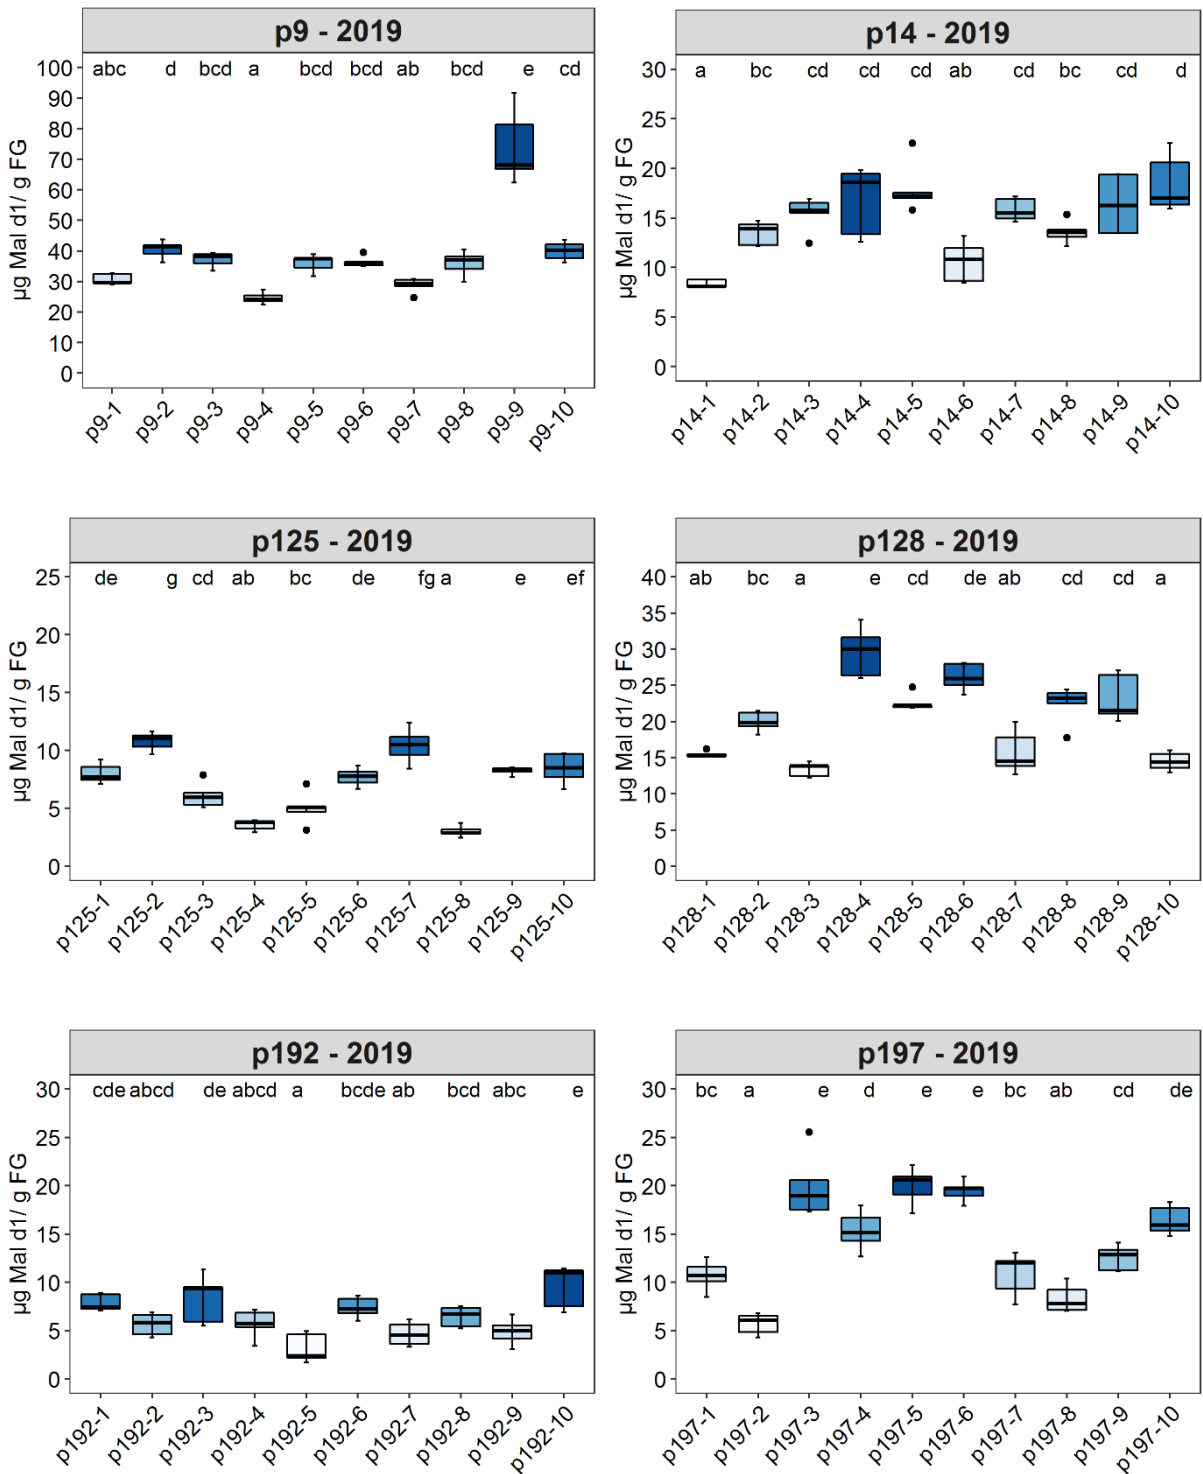 p9 - 2019
abc d bcd a bcd bcd ab bcd e cd
100
90
80
70
60
50
40
30
20
10
0
µg Mal d1/ g FG
p9-1 p9-2 p9-3 p9-4 p9-5 p9-6 p9-7 p9-8 p9-9 p9-10
p14 - 2019
a bc cd cd cd ab cd bc cd d
30
25
20
15
10
5
0
µg Mal d1/ g FG
p14-1 p14-2 p14-3 p14-4 p14-5 p14-6 p14-7 p14-8 p14-9 p14-10
p125 - 2019
de g cd ab bc de fg a e ef
25
20
15
10
5
0
µg Mal d1/ g FG
p125-1 p125-2 p125-3 p125-4 p125-5 p125-6 p125-7 p125-8 p125-9 p125-10
p128 - 2019
ab bc a e cd de ab cd cd a
40
35
30
25
20
15
10
5
0
µg Mal d1/ g FG
p128-1 p128-2 p128-3 p128-4 p128-5 p128-6 p128-7 p128-8 p128-9 p128-10
p192 - 2019
cde abcd de abcd a bcde ab bcd abc e
30
25
20
15
10
5
0
µg Mal d1/ g FG
p192-1 p192-2 p192-3 p192-4 p192-5 p192-6 p192-7 p192-8 p192-9 p192-10
p197 - 2019
bc a e d e e bc ab cd de
30
25
20
15
10
5
0
µg Mal d1/ g FG
p197-1 p197-2 p197-3 p197-4 p197-5 p197-6 p197-7 p197-8 p197-9 p197-10